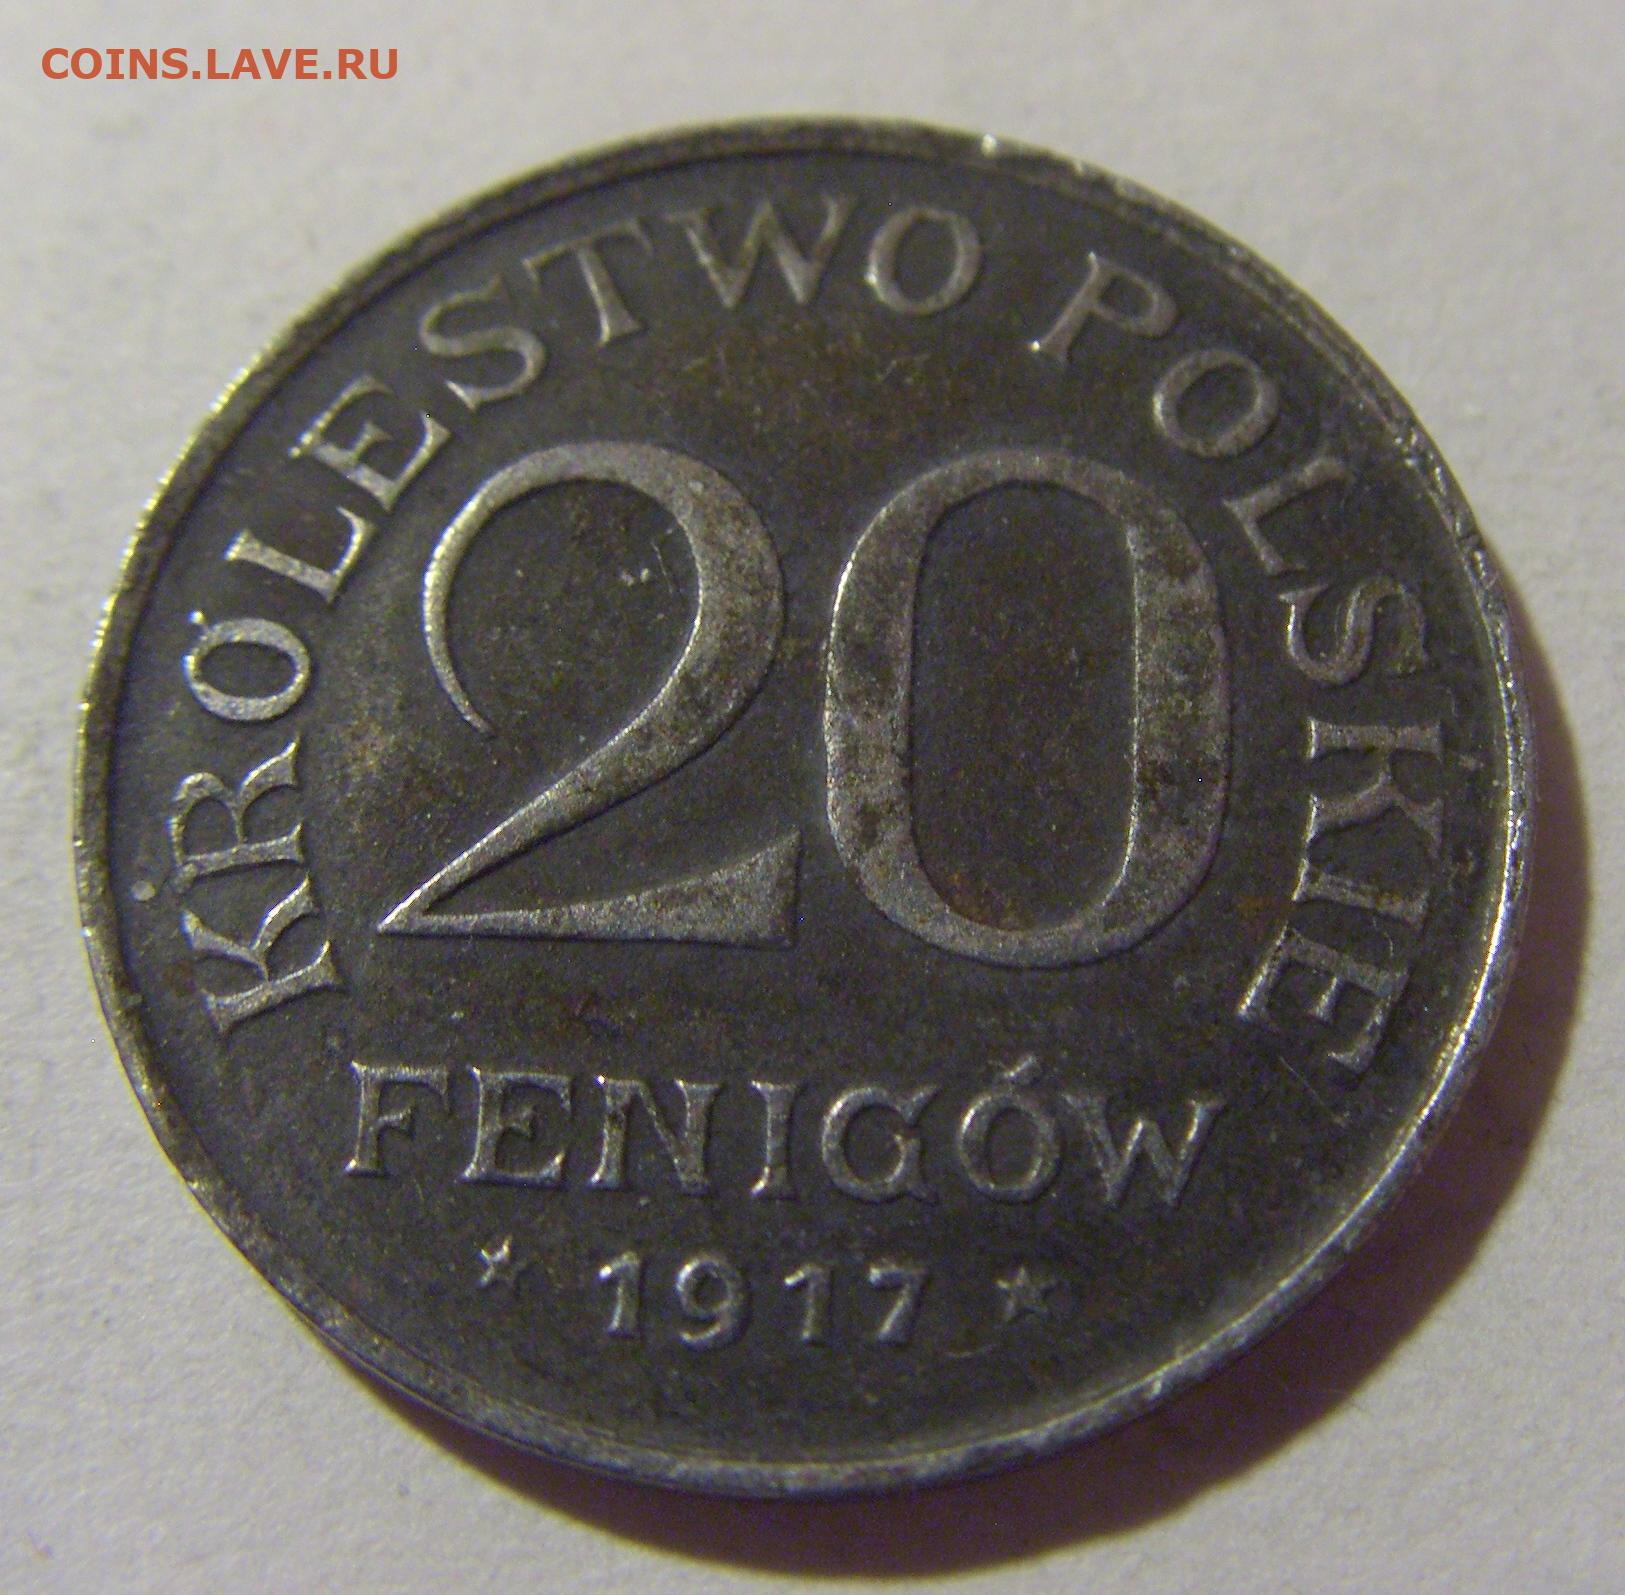 COINS.LAVE.RU
KRÓLESTWO POLSKIE
20
FENIGÓW
* 1917 *